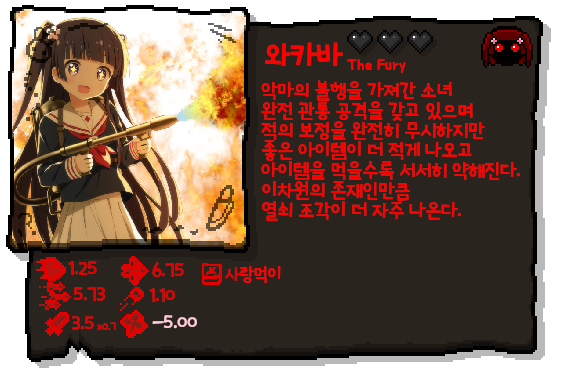 와카바 The Fury
악마의 불행을 가져간 소녀
완전 관통 공격을 갖고 있으며
적의 보정을 완전히 무시하지만
좋은 아이템이 더 적게 나오고
아이템을 먹을수록 서서히 약해진다.
이차원의 존재인만큼
열쇠 조각이 더 자주 나온다.
1.25 6.75 사랑먹이
5.73 1.10
3.5 x0.7 -5.00